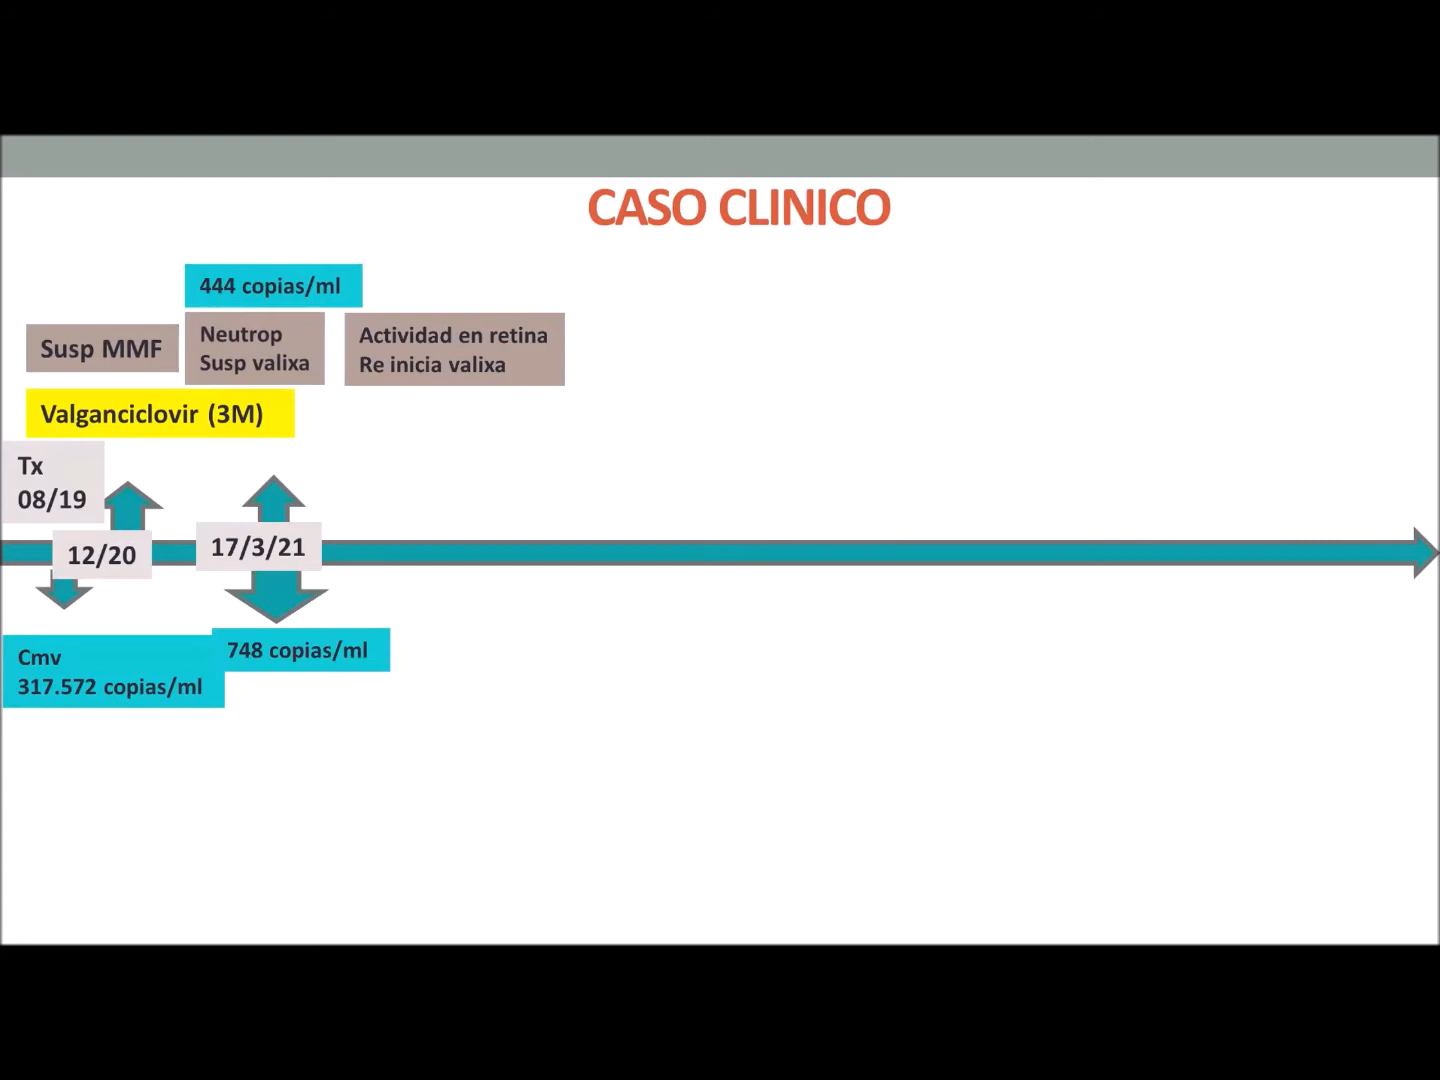 CASO CLINICO
444 copias/ml
Susp MMF
Neutrop
Susp valixa
Actividad en retina
Re inicia valixa
Valganciclovir (3M)
Tx
08/19
12/20
17/3/21
Cmv
317.572 copias/ml
748 copias/ml